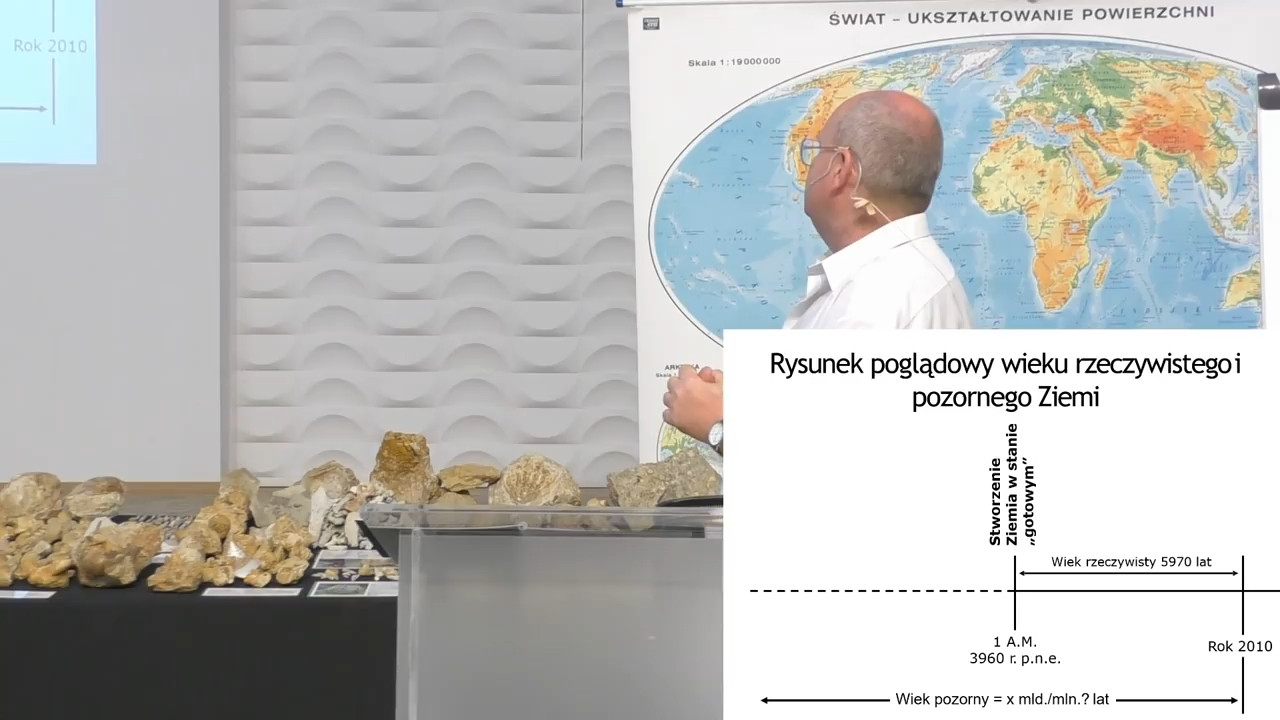 Rok 2010
ŚWIAT – UKSZTAŁTOWANIE POWIERZCHNI
Skala 1:19000000
Rysunek poglądowy wieku rzeczywistego i
pozornego Ziemi
Stworzenie
Ziemia w stanie
„gotowym”
Wiek rzeczywisty 5970 lat
1 A.M.
3960 r. p.n.e.
Rok 2010
Wiek pozorny = x mld./mln.? lat